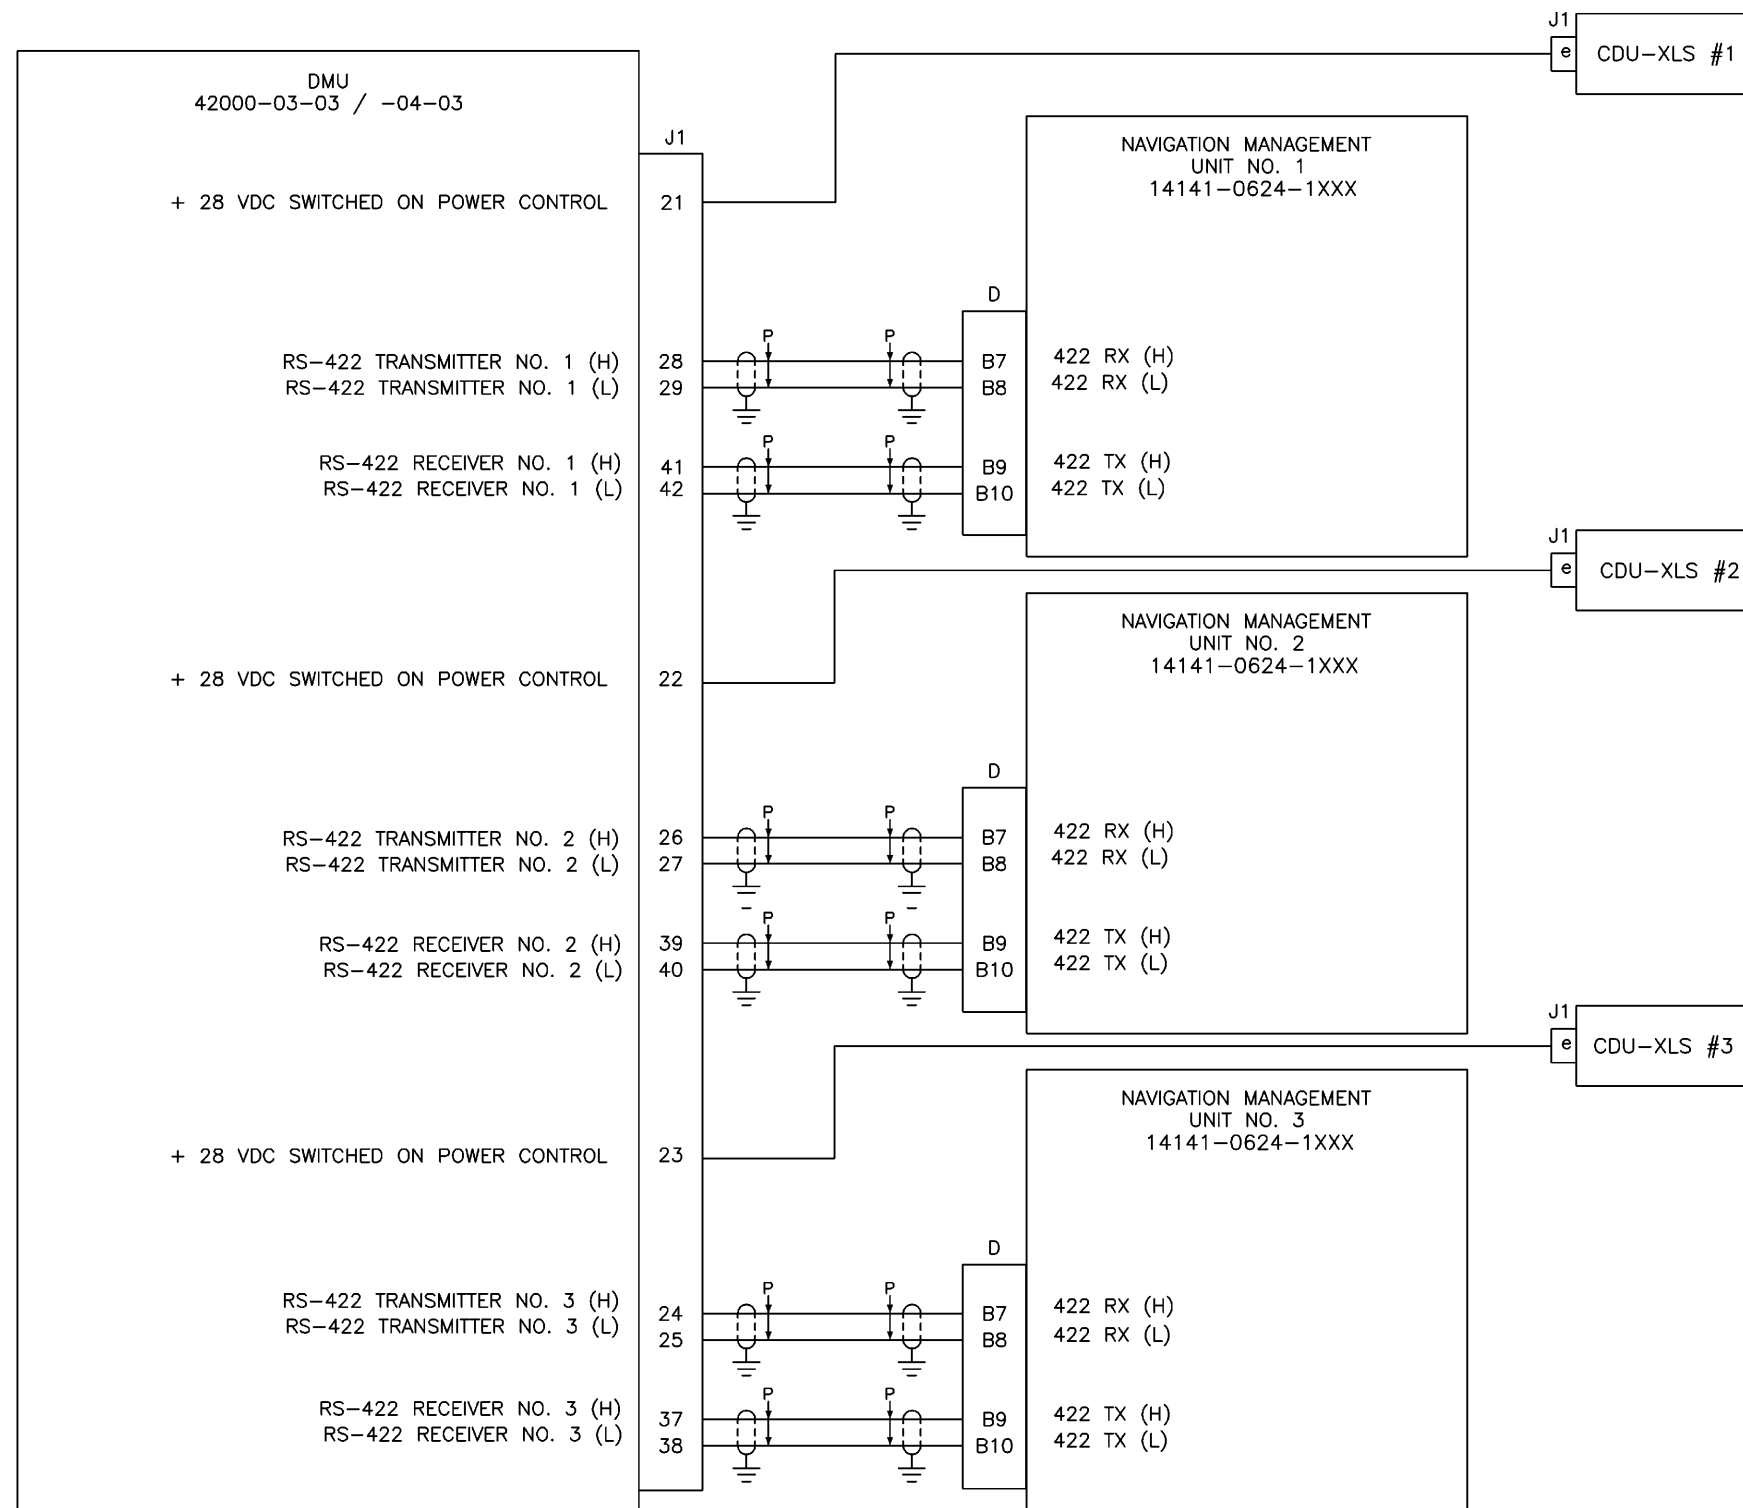 J1
e CDU-XLS #1
DMU
42000-03-03 / -04-03
J1
NAVIGATION MANAGEMENT
UNIT NO. 1
14141-0624-1XXX
+ 28 VDC SWITCHED ON POWER CONTROL 21
D
P P
RS-422 TRANSMITTER NO. 1 (H) 28 B7 422 RX (H)
RS-422 TRANSMITTER NO. 1 (L) 29 B8 422 RX (L)
P P
RS-422 RECEIVER NO. 1 (H) 41 B9 422 TX (H)
RS-422 RECEIVER NO. 1 (L) 42 B10 422 TX (L)
J1
e CDU-XLS #2
NAVIGATION MANAGEMENT
UNIT NO. 2
14141-0624-1XXX
+ 28 VDC SWITCHED ON POWER CONTROL 22
D
P P
RS-422 TRANSMITTER NO. 2 (H) 26 B7 422 RX (H)
RS-422 TRANSMITTER NO. 2 (L) 27 B8 422 RX (L)
P P
RS-422 RECEIVER NO. 2 (H) 39 B9 422 TX (H)
RS-422 RECEIVER NO. 2 (L) 40 B10 422 TX (L)
J1
e CDU-XLS #3
NAVIGATION MANAGEMENT
UNIT NO. 3
14141-0624-1XXX
+ 28 VDC SWITCHED ON POWER CONTROL 23
D
P P
RS-422 TRANSMITTER NO. 3 (H) 24 B7 422 RX (H)
RS-422 TRANSMITTER NO. 3 (L) 25 B8 422 RX (L)
P P
RS-422 RECEIVER NO. 3 (H) 37 B9 422 TX (H)
RS-422 RECEIVER NO. 3 (L) 38 B10 422 TX (L)